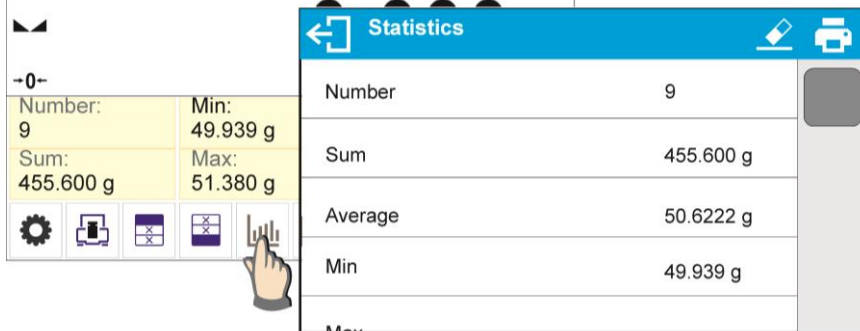 →0←
Number:
9
Min:
49.939 g
Sum:
455.600 g
Max:
51.380 g
Statistics
Number 9
Sum 455.600 g
Average 50.6222 g
Min 49.939 g
Max